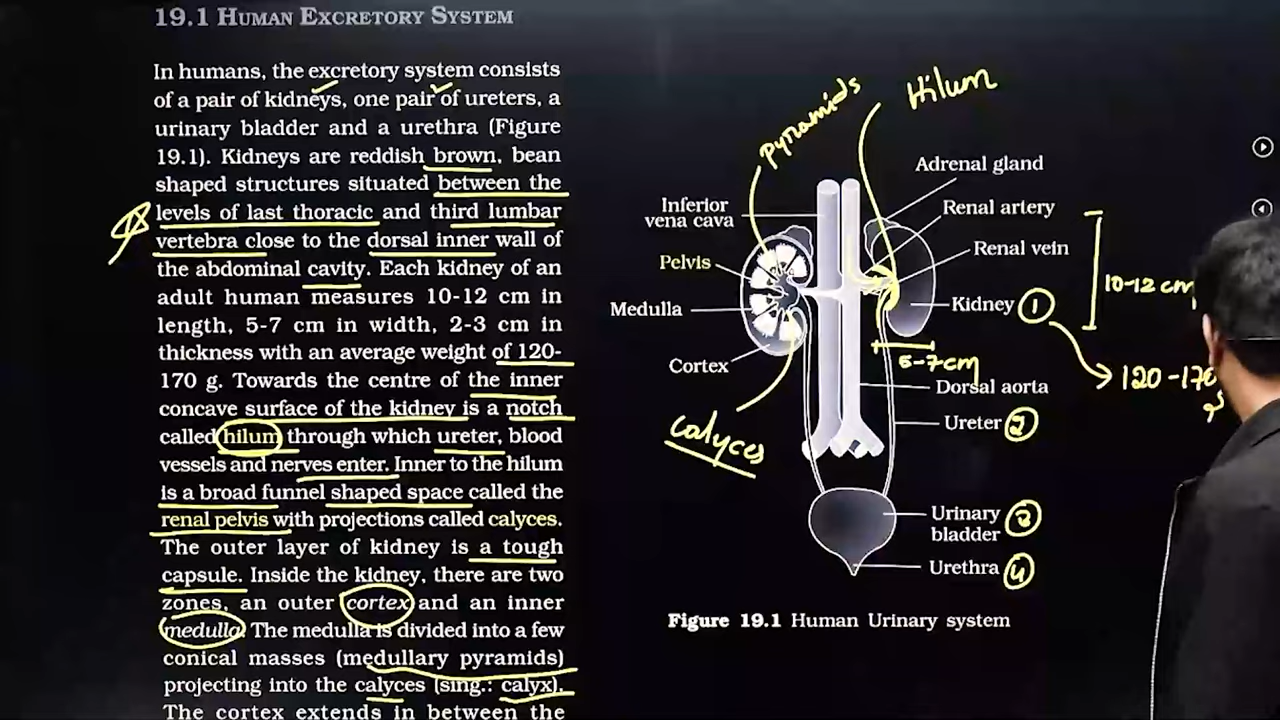 19.1 HUMAN EXCRETORY SYSTEM
In humans, the excretory system consists
of a pair of kidneys, one pair of ureters, a
urinary bladder and a urethra (Figure
19.1). Kidneys are reddish brown, bean
shaped structures situated between the
levels of last thoracic and third lumbar
vertebra close to the dorsal inner wall of
the abdominal cavity. Each kidney of an
adult human measures 10-12 cm in
length, 5-7 cm in width, 2-3 cm in
thickness with an average weight of 120-
170 g. Towards the centre of the inner
concave surface of the kidney is a notch
called hilum through which ureter, blood
vessels and nerves enter. Inner to the hilum
is a broad funnel shaped space called the
renal pelvis with projections called calyces.
The outer layer of kidney is a tough
capsule. Inside the kidney, there are two
zones, an outer cortex and an inner
medulla. The medulla is divided into a few
conical masses (medullary pyramids)
projecting into the calyces (sing.: calyx).
The cortex extends in between the
pyramids
Hilum
Adrenal gland
Renal artery
Renal vein
Inferior
vena cava
Pelvis
Medulla
Cortex
calyces
Kidney 1
10-12 cm
5-7 cm
120-170
Dorsal aorta
Ureter 2
Urinary 3
bladder
Urethra 4
Figure 19.1 Human Urinary system